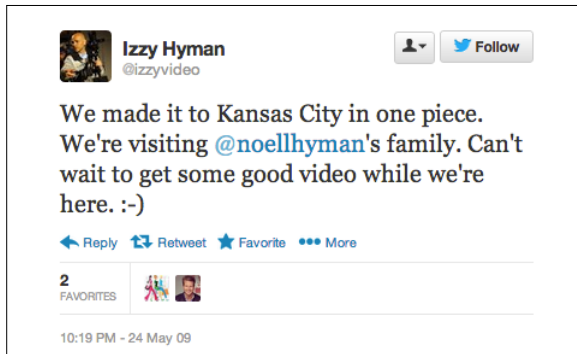 Izzy Hyman
@izzyvideo
Follow
We made it to Kansas City in one piece.
We're visiting @noellhyman's family. Can't
wait to get some good video while we're
here. :-)
Reply Retweet Favorite More
2
FAVORITES
10:19 PM - 24 May 09